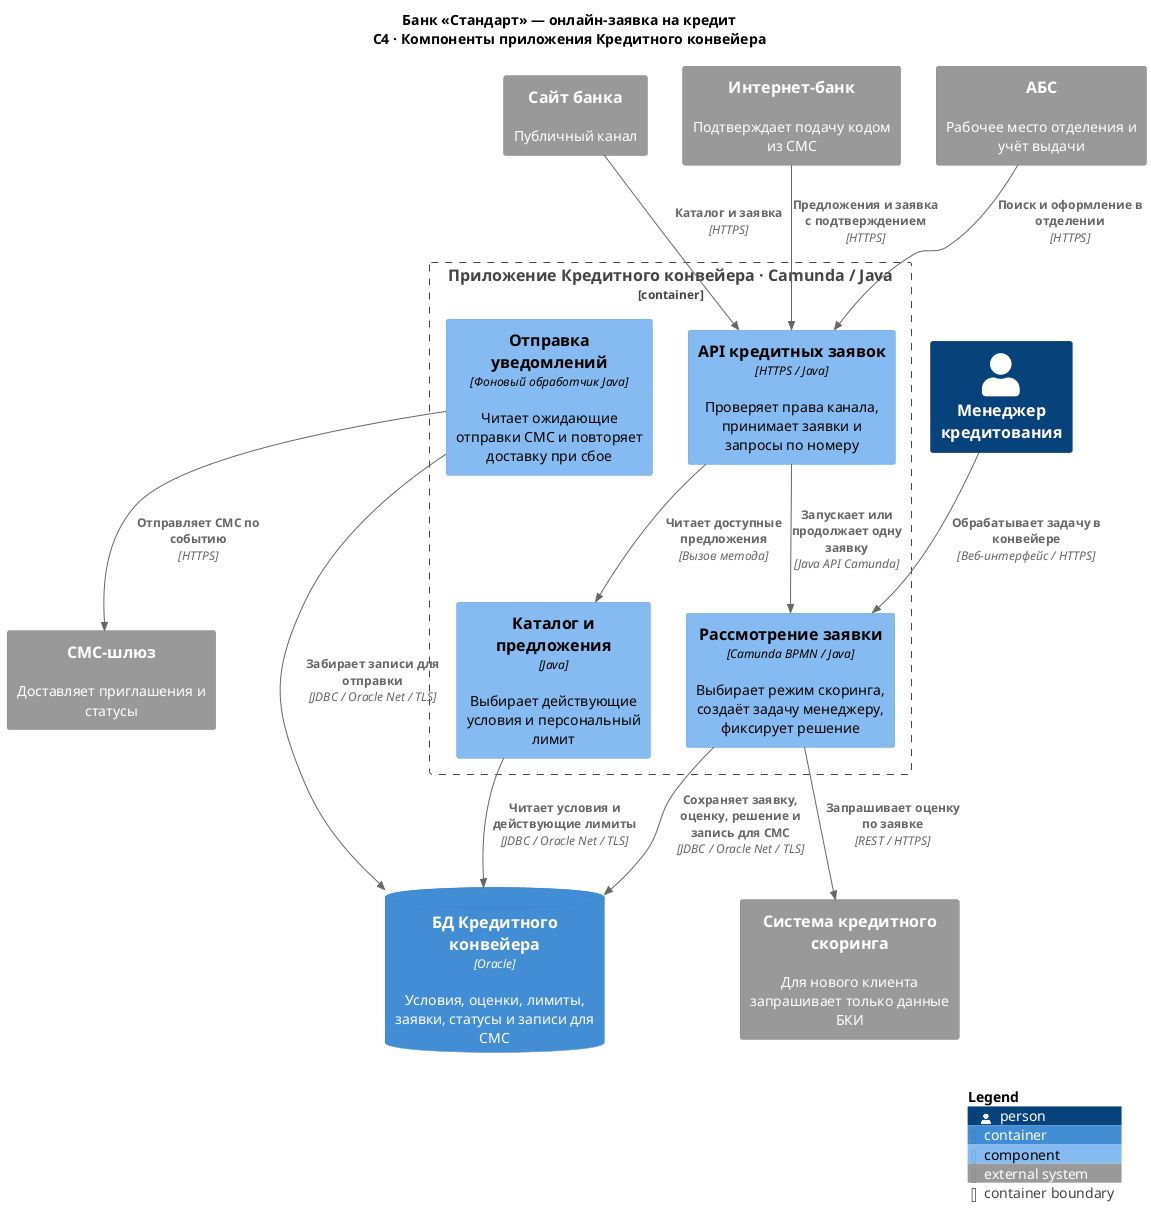 Банк «Стандарт» — онлайн-заявка на кредит
C4 · Компоненты приложения Кредитного конвейера
Сайт банка
Публичный канал
Интернет-банк
Подтверждает подачу кодом
из СМС
АБС
Рабочее место отделения и
учёт выдачи
Каталог и заявка
[HTTPS]
Предложения и заявка
с подтверждением
[HTTPS]
Поиск и оформление в
отделении
[HTTPS]
Приложение Кредитного конвейера · Camunda / Java
[container]
Отправка
уведомлений
[Фоновый обработчик Java]
Читает ожидающие
отправки СМС и повторяет
доставку при сбое
API кредитных заявок
[HTTPS / Java]
Проверяет права канала,
принимает заявки и
запросы по номеру
Менеджер
кредитования
Отправляет СМС по
событию
[HTTPS]
Читает доступные
предложения
[Вызов метода]
Запускает или
продолжает одну
заявку
[Java API Camunda]
Обрабатывает задачу в
конвейере
[Веб-интерфейс / HTTPS]
СМС-шлюз
Доставляет приглашения и
статусы
Забирает записи для
отправки
[JDBC / Oracle Net / TLS]
Каталог и
предложения
[Java]
Выбирает действующие
условия и персональный
лимит
Рассмотрение заявки
[Camunda BPMN / Java]
Выбирает режим скоринга,
создаёт задачу менеджеру,
фиксирует решение
Читает условия и
действующие лимиты
[JDBC / Oracle Net / TLS]
Сохраняет заявку,
оценку, решение и
запись для СМС
[JDBC / Oracle Net / TLS]
Запрашивает оценку
по заявке
[REST / HTTPS]
БД Кредитного
конвейера
[Oracle]
Условия, оценки, лимиты,
заявки, статусы и записи для
СМС
Система кредитного
скоринга
Для нового клиента
запрашивает только данные
БКИ
Legend
person
container
component
external system
container boundary